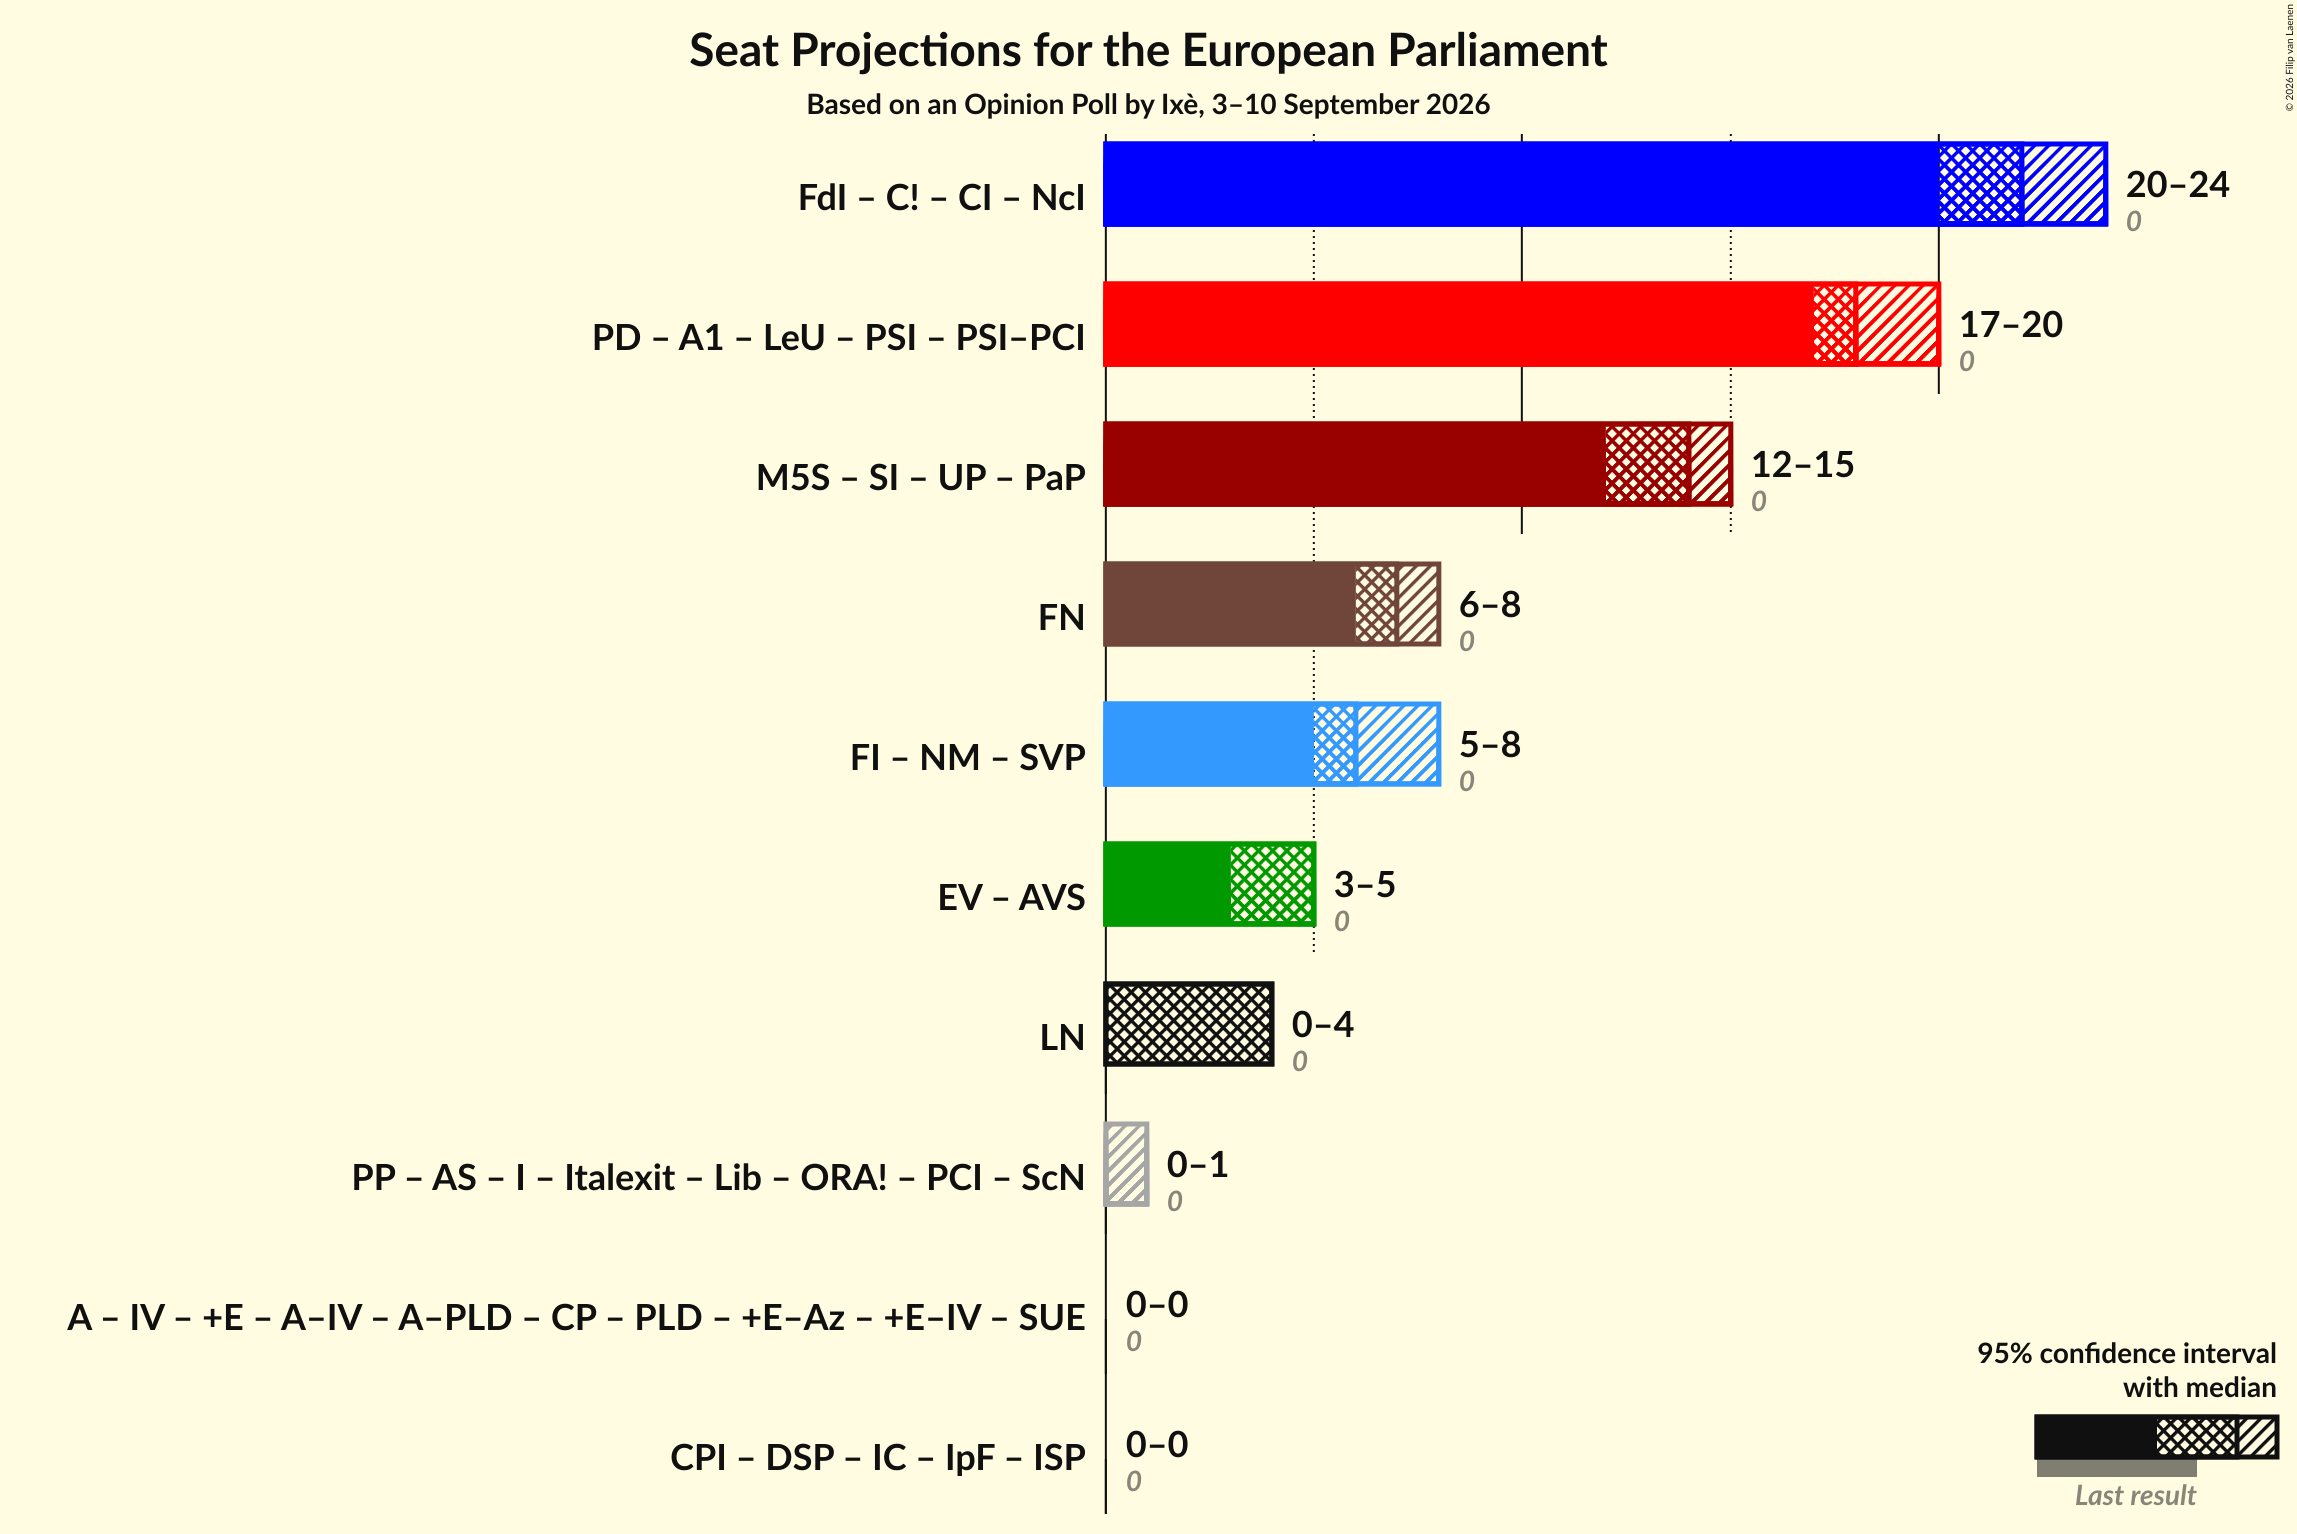 Seat Projections for the European Parliament
Based on an Opinion Poll by Ixè, 3–10 September 2026
© 2026 Filip van Laenen
FdI – C! – CI – NcI
20–24
0
PD – A1 – LeU – PSI – PSI–PCI
17–20
0
M5S – SI – UP – PaP
12–15
0
FN
6–8
0
FI – NM – SVP
5–8
0
EV – AVS
3–5
0
LN
0–4
0
PP – AS – I – Italexit – Lib – ORA! – PCI – ScN
0–1
0
A – IV – +E – A–IV – A–PLD – CP – PLD – +E–Az – +E–IV – SUE
0–0
0
CPI – DSP – IC – IpF – ISP
0–0
0
95% confidence interval
with median
Last result